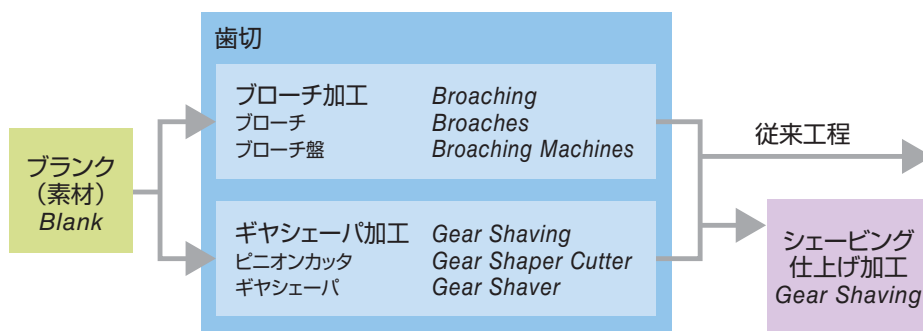 歯切
ブローチ加工 Broaching
ブローチ Broaches
ブローチ盤 Broaching Machines
ブランク
（素材）
Blank
従来工程
ギヤシェーパ加工 Gear Shaving
ピニオンカッタ Gear Shaper Cutter
ギヤシェーパ Gear Shaver
シェービング
仕上げ加工
Gear Shaving